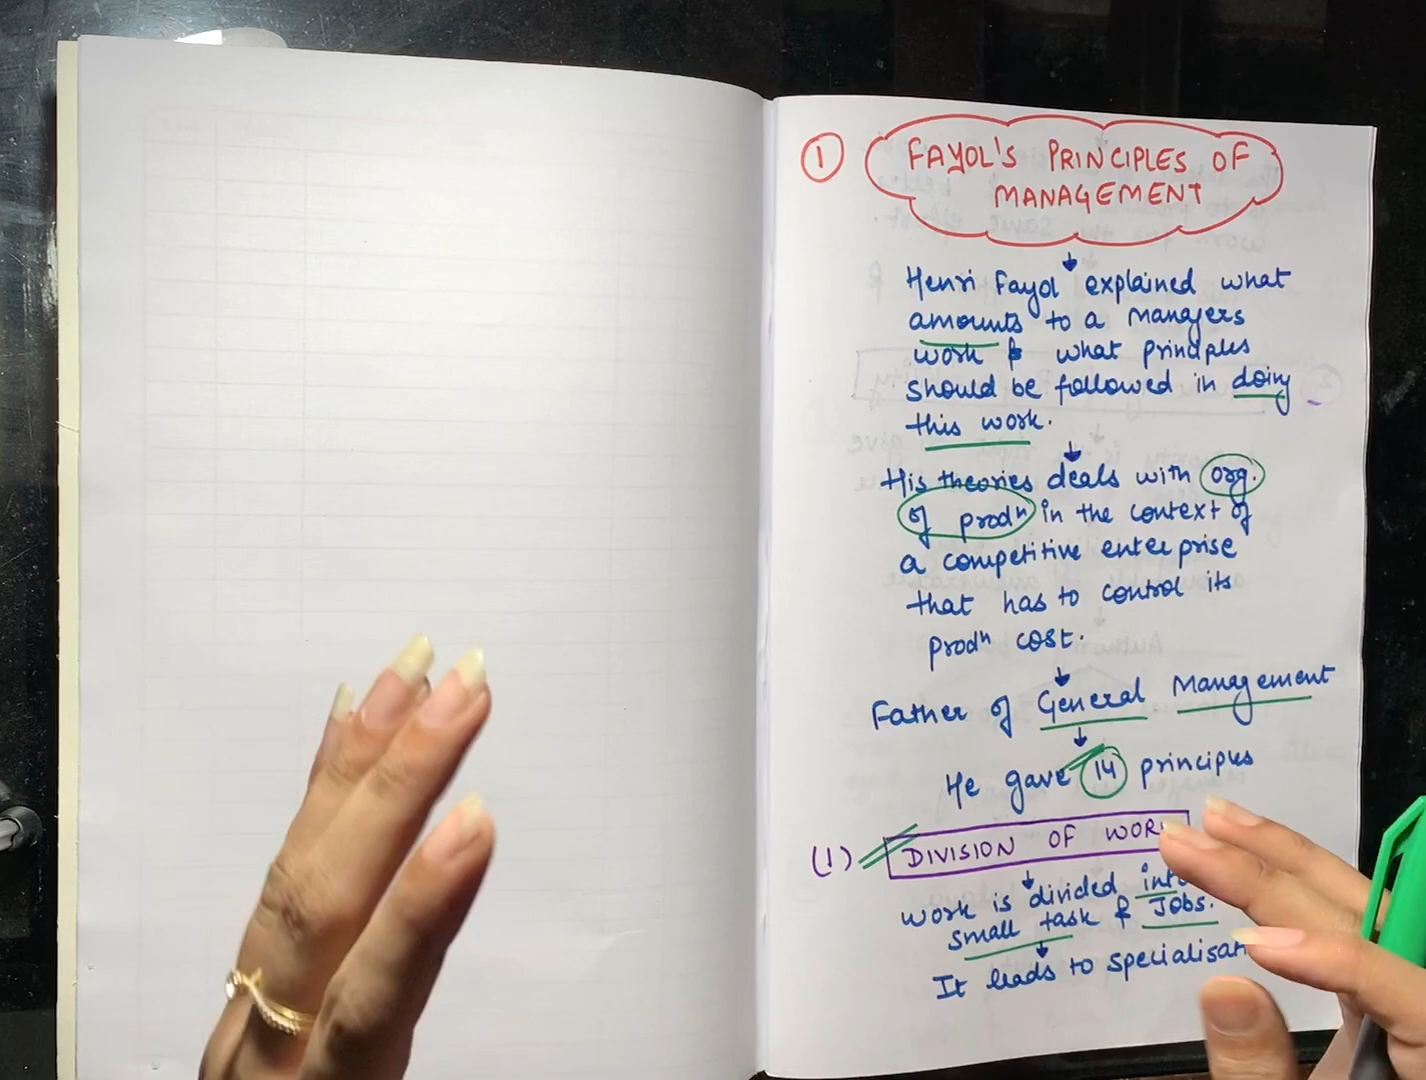 1 FAYOL'S PRINCIPLES OF
MANAGEMENT
Henri Fayol explained what
amounts to a managers
work & what principles
should be followed in doing
this work.
His theories deals with org.
of prodn in the context of
a competitive enterprise
that has to control its
prodn cost.
Father of General Management
He gave 14 principles
(1) DIVISION OF WORK
work is divided into
small task & Jobs.
It leads to